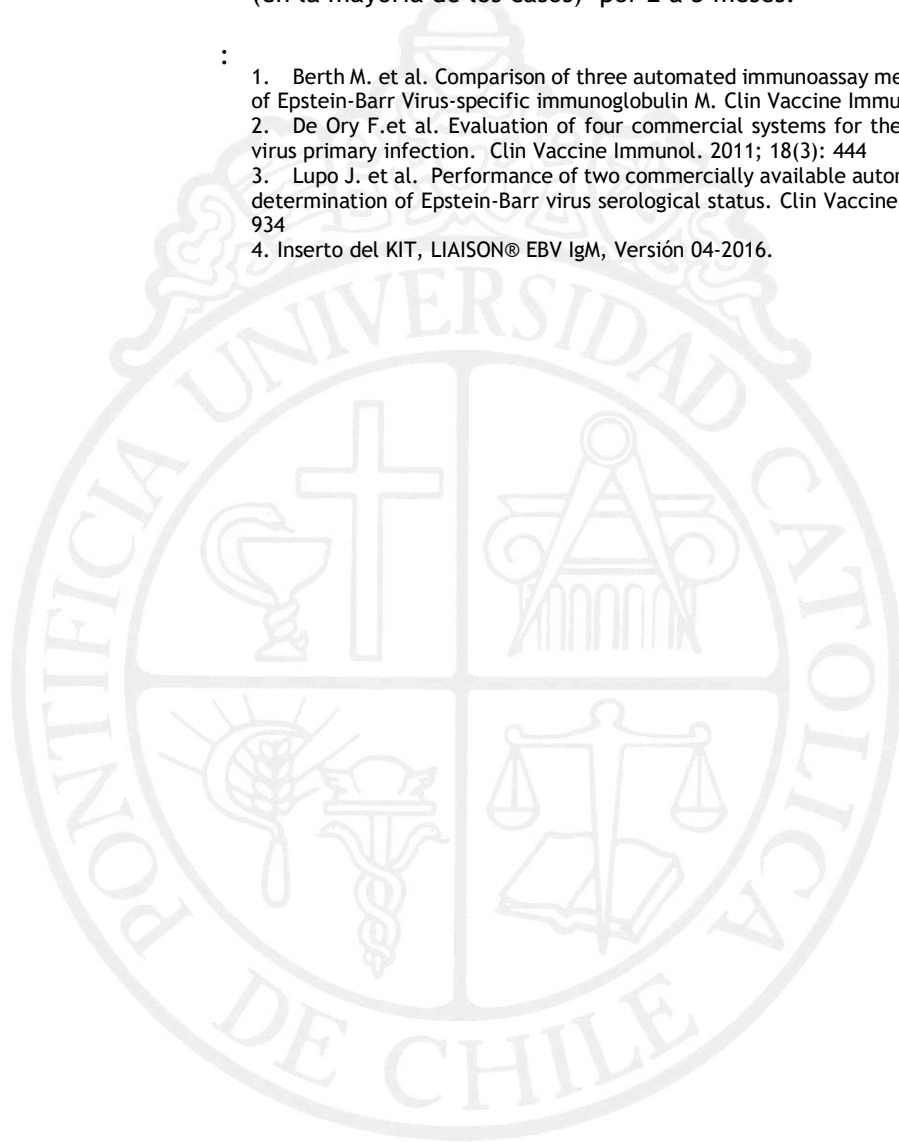 (en la mayoría de los casos) por 2 a 3 meses.
:
1. Berth M. et al. Comparison of three automated immunoassay me
of Epstein-Barr Virus-specific immunoglobulin M. Clin Vaccine Immu
2. De Ory F.et al. Evaluation of four commercial systems for the
virus primary infection. Clin Vaccine Immunol. 2011; 18(3): 444
3. Lupo J. et al. Performance of two commercially available autor
determination of Epstein-Barr virus serological status. Clin Vaccine
934
4. Inserto del KIT, LIAISON® EBV IgM, Versión 04-2016.
PONTIFICIA UNIVERSIDAD CATOLICA
DE CHILE